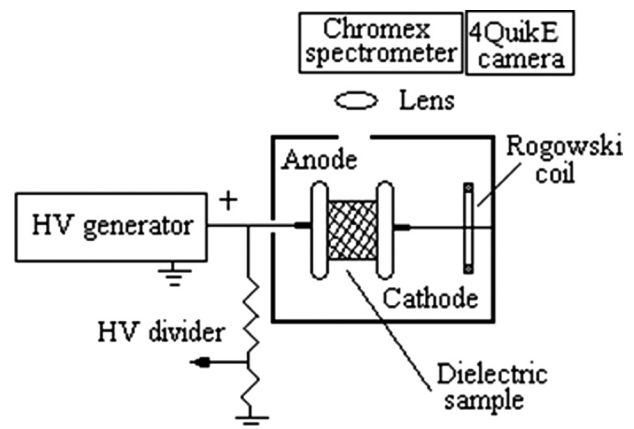 Chromex
spectrometer
4QuikE
camera
Lens
Anode
Rogowski
coil
+
HV generator
Cathode
HV divider
Dielectric
sample